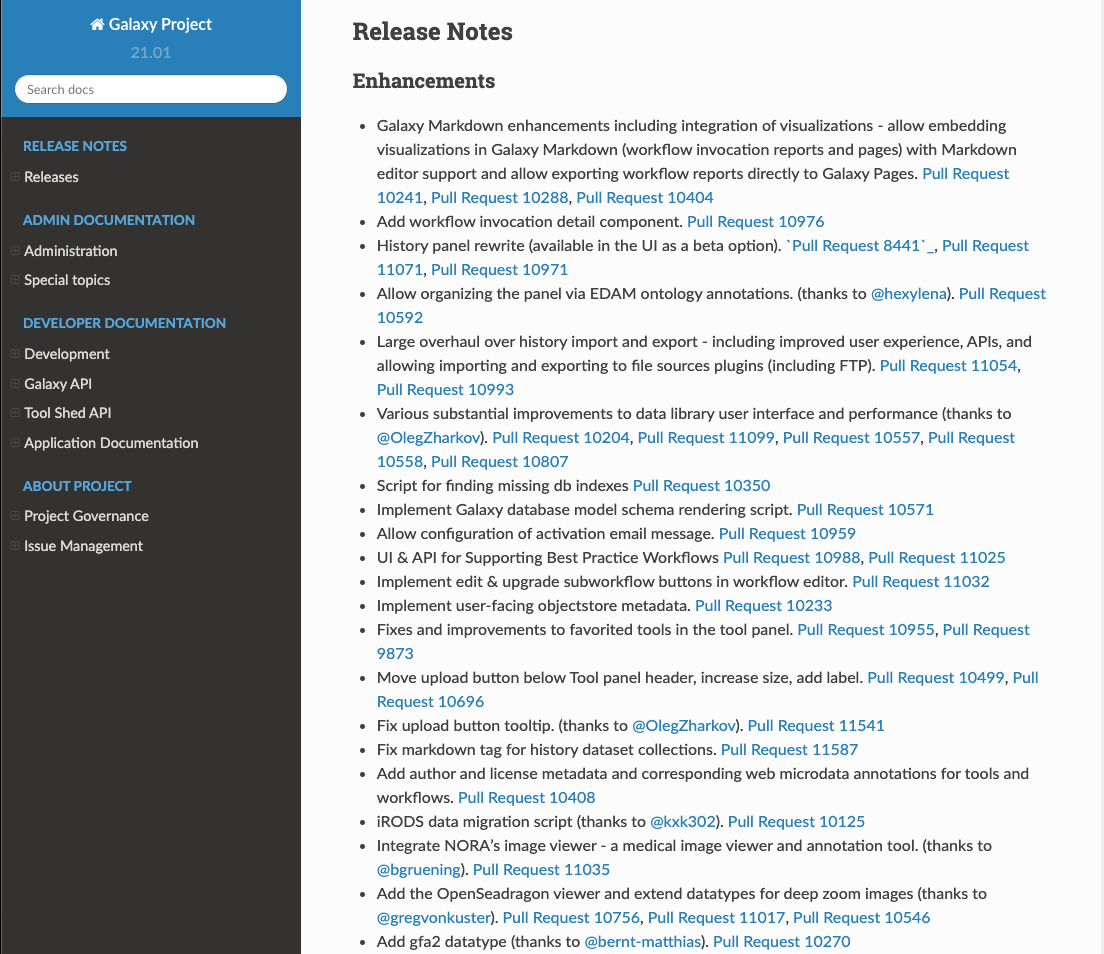 Galaxy Project
21.01
Search docs
RELEASE NOTES
Releases
ADMIN DOCUMENTATION
Administration
Special topics
DEVELOPER DOCUMENTATION
Development
Galaxy API
Tool Shed API
Application Documentation
ABOUT PROJECT
Project Governance
Issue Management
Release Notes
Enhancements
• Galaxy Markdown enhancements including integration of visualizations - allow embedding
visualizations in Galaxy Markdown (workflow invocation reports and pages) with Markdown
editor support and allow exporting workflow reports directly to Galaxy Pages. Pull Request
10241, Pull Request 10288, Pull Request 10404
• Add workflow invocation detail component. Pull Request 10976
• History panel rewrite (available in the UI as a beta option). `Pull Request 8441`_, Pull Request
11071, Pull Request 10971
• Allow organizing the panel via EDAM ontology annotations. (thanks to @hexylena). Pull Request
10592
• Large overhaul over history import and export - including improved user experience, APIs, and
allowing importing and exporting to file sources plugins (including FTP). Pull Request 11054,
Pull Request 10993
• Various substantial improvements to data library user interface and performance (thanks to
@OlegZharkov). Pull Request 10204, Pull Request 11099, Pull Request 10557, Pull Request
10558, Pull Request 10807
• Script for finding missing db indexes Pull Request 10350
• Implement Galaxy database model schema rendering script. Pull Request 10571
• Allow configuration of activation email message. Pull Request 10959
• UI & API for Supporting Best Practice Workflows Pull Request 10988, Pull Request 11025
• Implement edit & upgrade subworkflow buttons in workflow editor. Pull Request 11032
• Implement user-facing objectstore metadata. Pull Request 10233
• Fixes and improvements to favorited tools in the tool panel. Pull Request 10955, Pull Request
9873
• Move upload button below Tool panel header, increase size, add label. Pull Request 10499, Pull
Request 10696
• Fix upload button tooltip. (thanks to @OlegZharkov). Pull Request 11541
• Fix markdown tag for history dataset collections. Pull Request 11587
• Add author and license metadata and corresponding web microdata annotations for tools and
workflows. Pull Request 10408
• iRODS data migration script (thanks to @kxk302). Pull Request 10125
• Integrate NORA’s image viewer - a medical image viewer and annotation tool. (thanks to
@bgruening). Pull Request 11035
• Add the OpenSeadragon viewer and extend datatypes for deep zoom images (thanks to
@gregvonkuster). Pull Request 10756, Pull Request 11017, Pull Request 10546
• Add gfa2 datatype (thanks to @bernt-matthias). Pull Request 10270